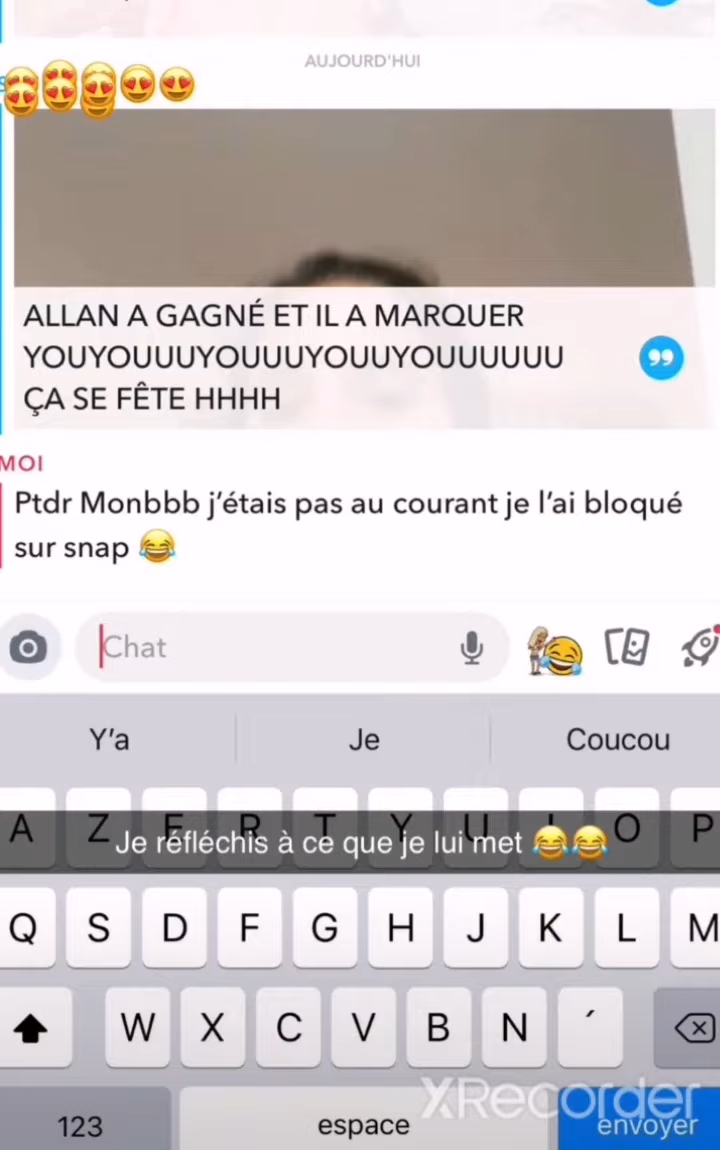 AUJOURD'HUI
ALLAN A GAGNÉ ET IL A MARQUER
YOUYOUUUYOUUUYOUUYOUUUUUU
ÇA SE FÊTE HHHH
MOI
Ptdr Monbbb j'étais pas au courant je l'ai bloqué
sur snap 😂
Chat
Y'a Je Coucou
A Z E R T Y U I O P
Je réfléchis à ce que je lui met 😂😂
Q S D F G H J K L M
W X C V B N ´
XRecorder
123 espace envoyer